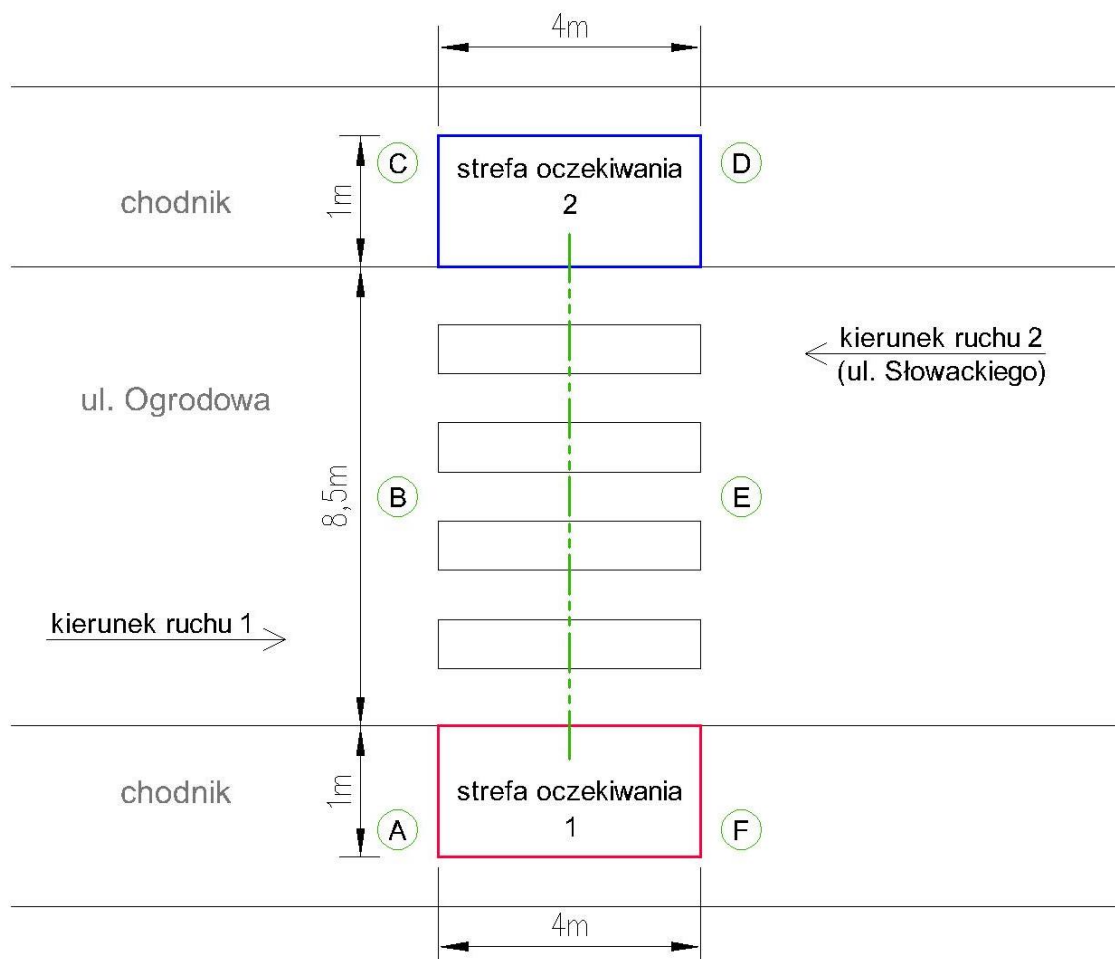 4m
C
D
strefa oczekiwania
2
1m
chodnik
kierunek ruchu 2
(ul. Słowackiego)
ul. Ogrodowa
8,5m
B
E
kierunek ruchu 1
chodnik
1m
strefa oczekiwania
1
A
F
4m